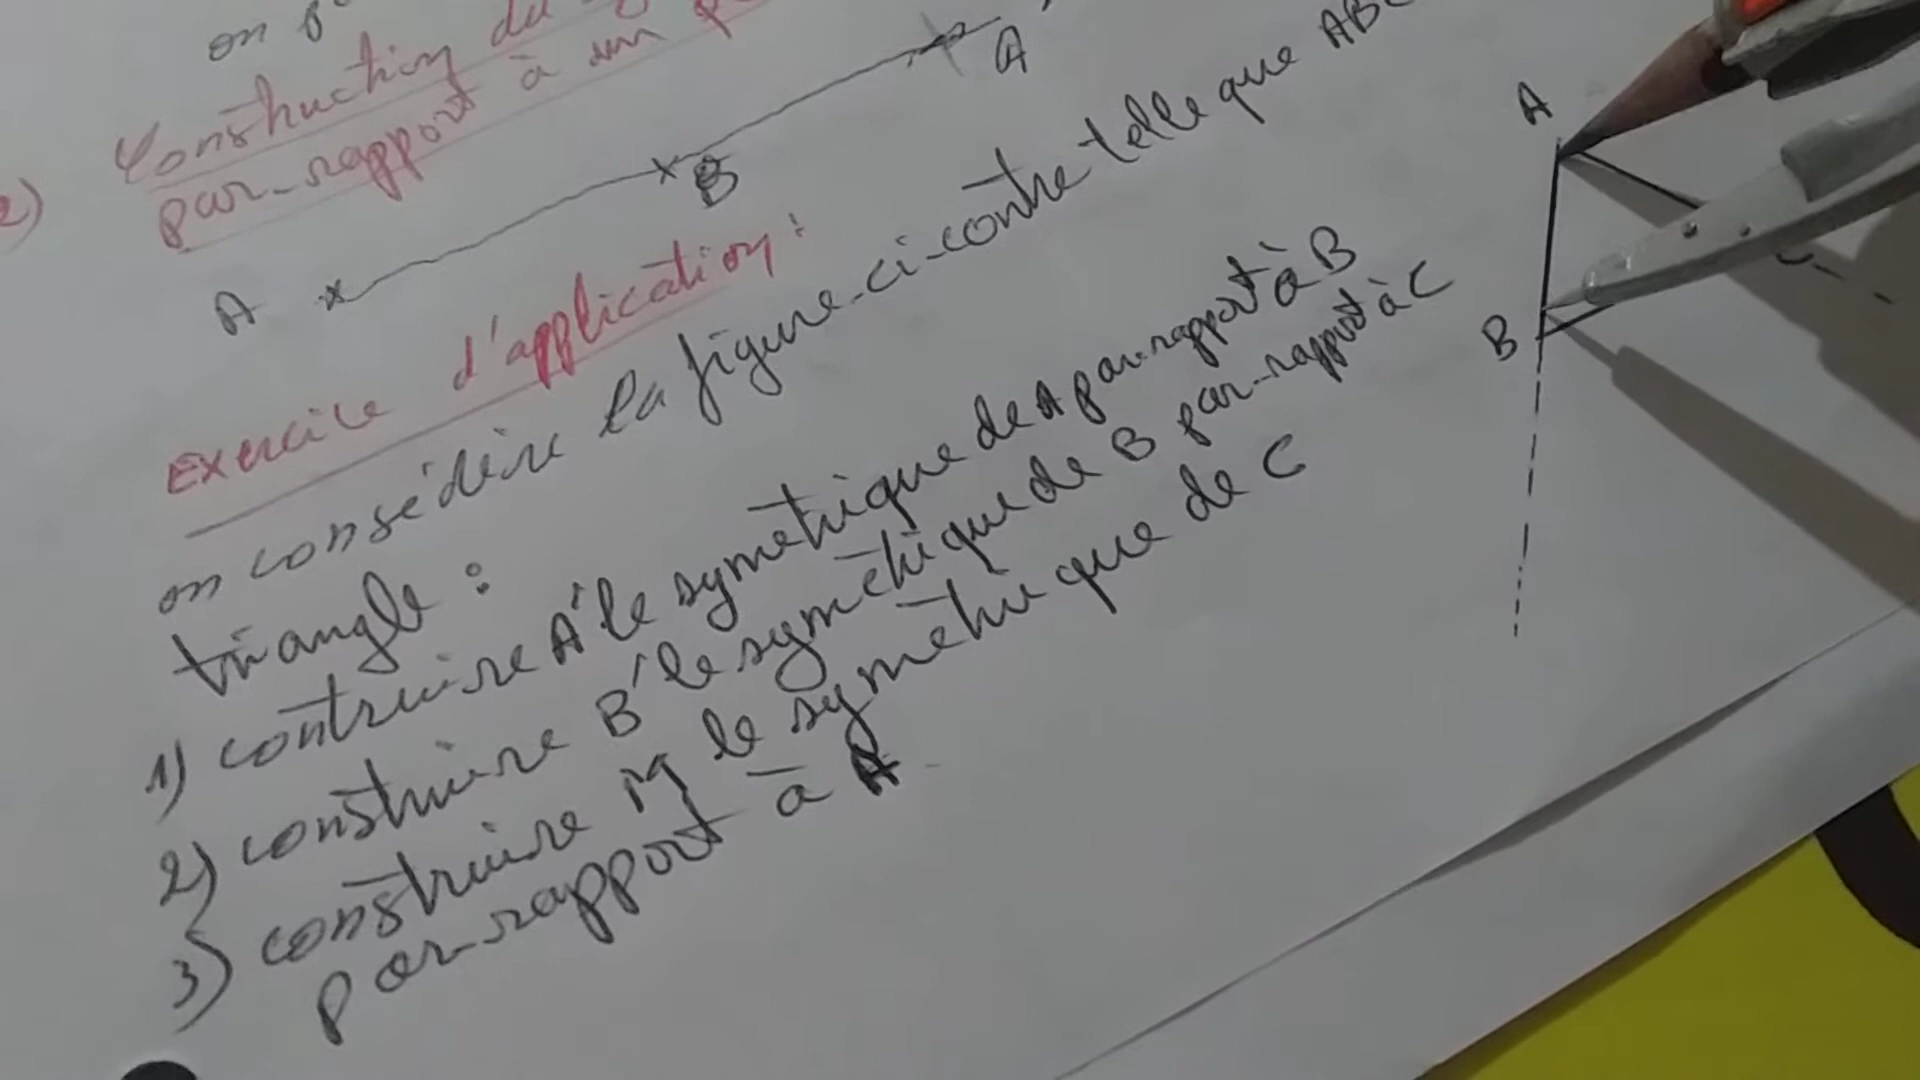 on p
Construction du
2) par-rapport à un p
A B A
Exercice d'application:
on consédère la figure-ci-contre telle que ABC
triangle:
1) contruire A' le symétrique de A par-rapport à B
2) construire B' le symétrique de B par-rapport à C
3) construire M le symétrique de C
par-rapport à A
A
B
C